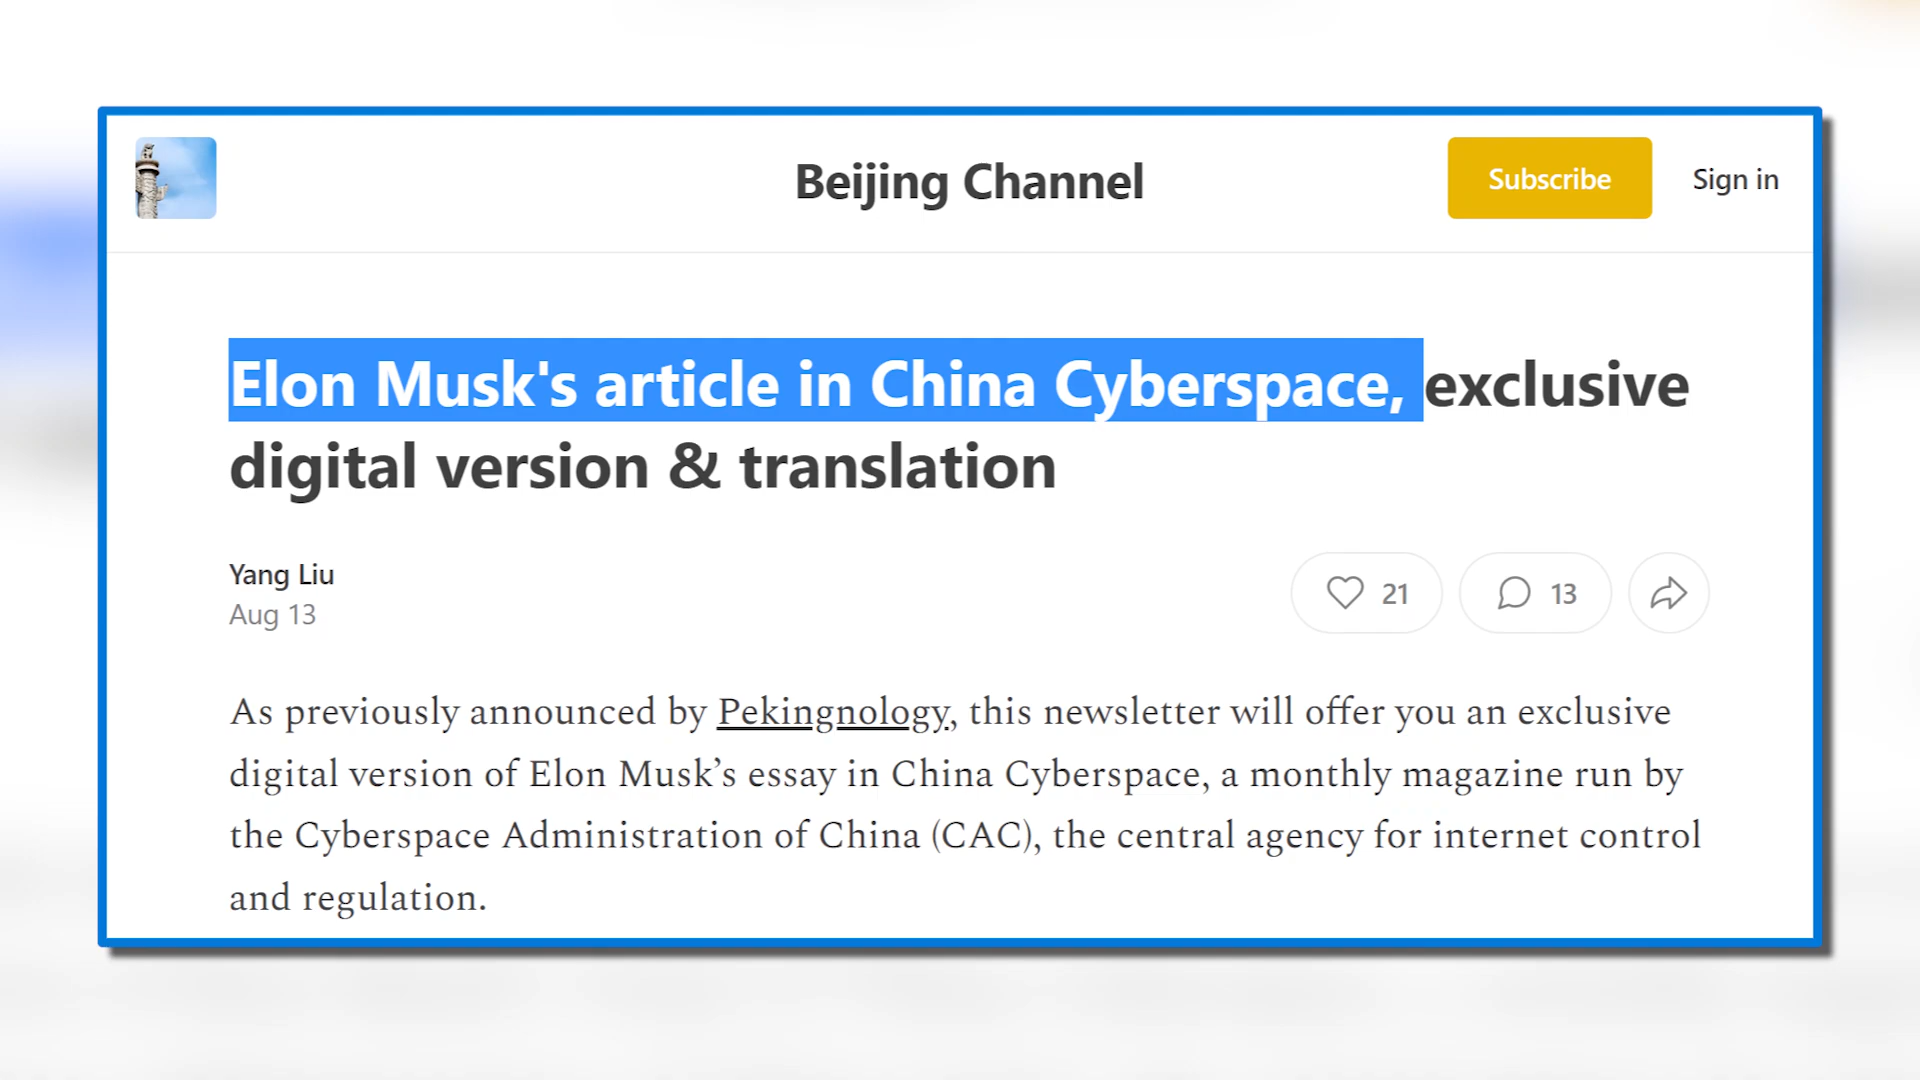 Beijing Channel
Subscribe
Sign in
Elon Musk's article in China Cyberspace, exclusive
digital version & translation
Yang Liu
Aug 13
21
13
As previously announced by Pekingnology, this newsletter will offer you an exclusive
digital version of Elon Musk’s essay in China Cyberspace, a monthly magazine run by
the Cyberspace Administration of China (CAC), the central agency for internet control
and regulation.